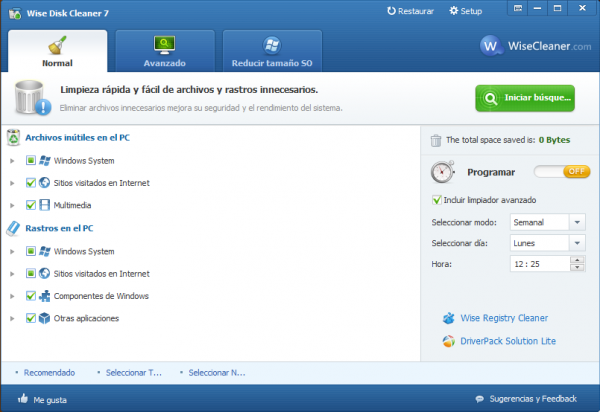 Wise Disk Cleaner 7
Restaurar
Setup
Normal
Avanzado
Reducir tamaño SO
W
WiseCleaner.com
Limpieza rápida y fácil de archivos y rastros innecesarios.
Eliminar archivos innecesarios mejora su seguridad y el rendimiento del sistema.
Iniciar búsque...
Archivos inútiles en el PC
Windows System
Sitios visitados en Internet
Multimedia
Rastros en el PC
Windows System
Sitios visitados en Internet
Componentes de Windows
Otras aplicaciones
The total space saved is: 0 Bytes
Programar
OFF
Incluir limpiador avanzado
Seleccionar modo: Semanal
Seleccionar día: Lunes
Hora: 12 : 25
Wise Registry Cleaner
DriverPack Solution Lite
Recomendado
Seleccionar T...
Seleccionar N...
Me gusta
Sugerencias y Feedback